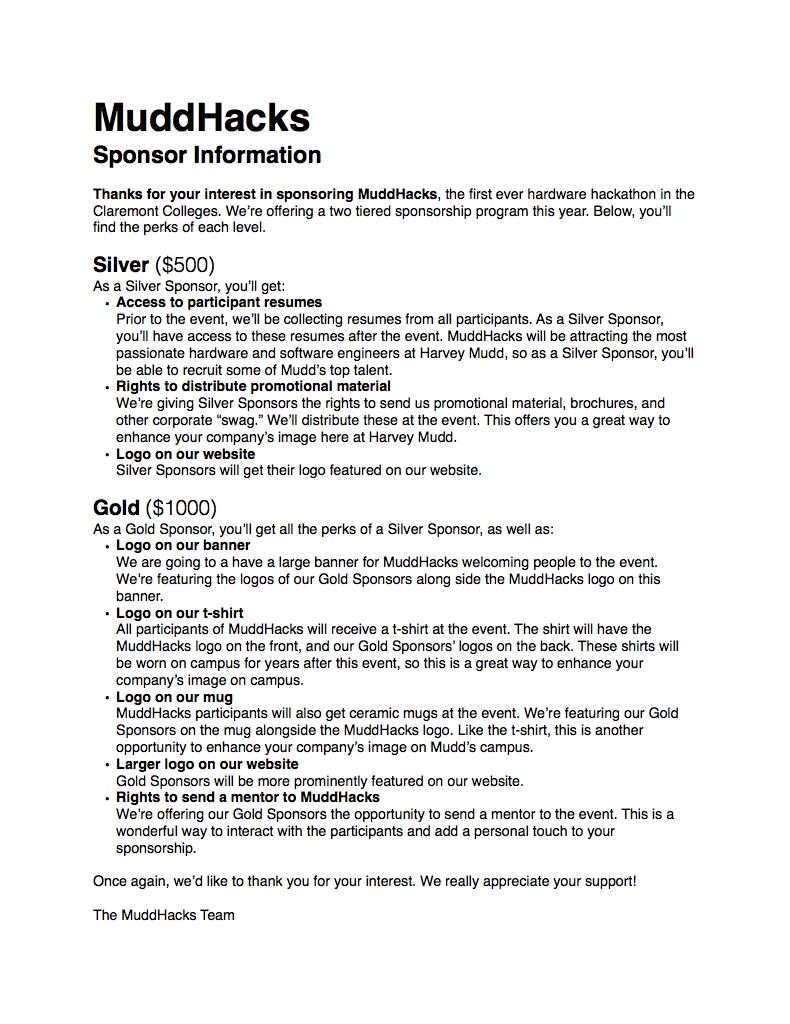 MuddHacks
Sponsor Information
Thanks for your interest in sponsoring MuddHacks, the first ever hardware hackathon in the
Claremont Colleges. We're offering a two tiered sponsorship program this year. Below, you'll
find the perks of each level.
Silver ($500)
As a Silver Sponsor, you'll get:
• Access to participant resumes
Prior to the event, we'll be collecting resumes from all participants. As a Silver Sponsor,
you'll have access to these resumes after the event. MuddHacks will be attracting the most
passionate hardware and software engineers at Harvey Mudd, so as a Silver Sponsor, you'll
be able to recruit some of Mudd's top talent.
• Rights to distribute promotional material
We're giving Silver Sponsors the rights to send us promotional material, brochures, and
other corporate “swag.” We'll distribute these at the event. This offers you a great way to
enhance your company's image here at Harvey Mudd.
• Logo on our website
Silver Sponsors will get their logo featured on our website.
Gold ($1000)
As a Gold Sponsor, you'll get all the perks of a Silver Sponsor, as well as:
• Logo on our banner
We are going to a have a large banner for MuddHacks welcoming people to the event.
We're featuring the logos of our Gold Sponsors along side the MuddHacks logo on this
banner.
• Logo on our t-shirt
All participants of MuddHacks will receive a t-shirt at the event. The shirt will have the
MuddHacks logo on the front, and our Gold Sponsors' logos on the back. These shirts will
be worn on campus for years after this event, so this is a great way to enhance your
company's image on campus.
• Logo on our mug
MuddHacks participants will also get ceramic mugs at the event. We're featuring our Gold
Sponsors on the mug alongside the MuddHacks logo. Like the t-shirt, this is another
opportunity to enhance your company's image on Mudd's campus.
• Larger logo on our website
Gold Sponsors will be more prominently featured on our website.
• Rights to send a mentor to MuddHacks
We're offering our Gold Sponsors the opportunity to send a mentor to the event. This is a
wonderful way to interact with the participants and add a personal touch to your
sponsorship.
Once again, we'd like to thank you for your interest. We really appreciate your support!
The MuddHacks Team